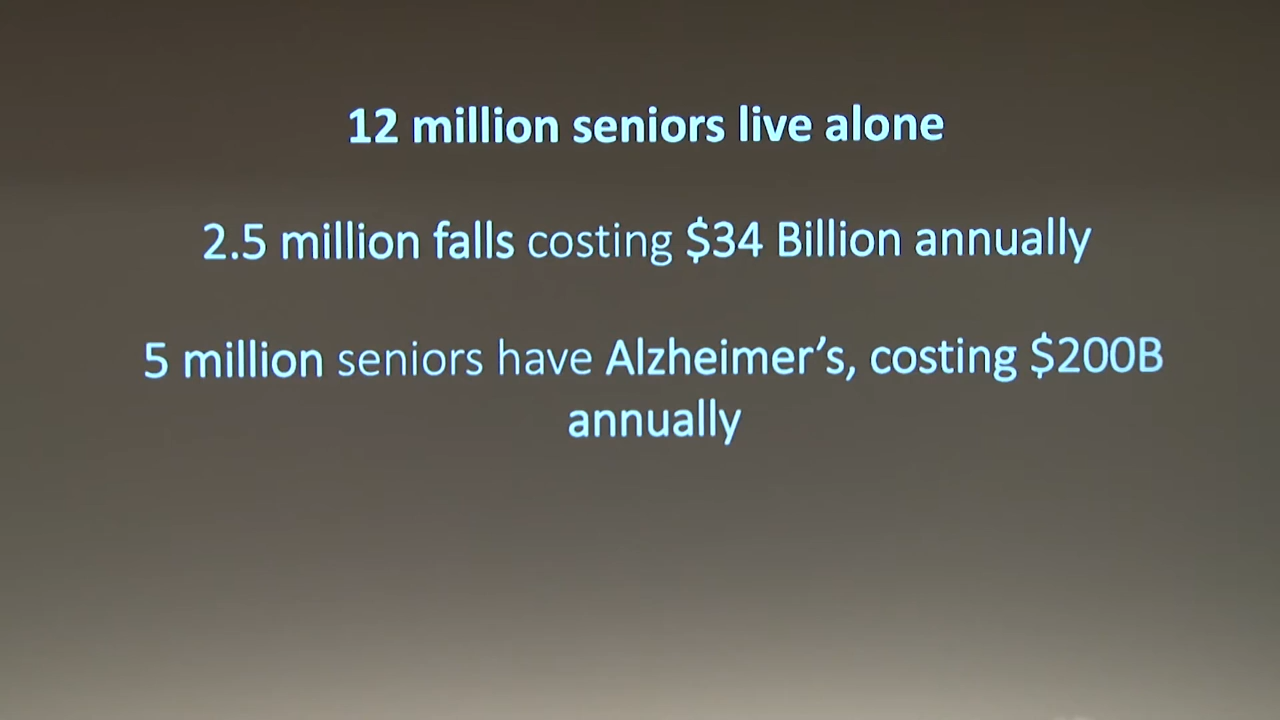 12 million seniors live alone
2.5 million falls costing $34 Billion annually
5 million seniors have Alzheimer’s, costing $200B
annually